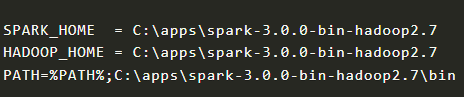 SPARK_HOME  = C:\apps\spark-3.0.0-bin-hadoop2.7
HADOOP_HOME = C:\apps\spark-3.0.0-bin-hadoop2.7
PATH=%PATH%;C:\apps\spark-3.0.0-bin-hadoop2.7\bin